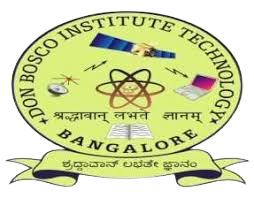 DON BOSCO INSTITUTE TECHNOLOGY
श्रद्धावान् लभते ज्ञानम्
BANGALORE
ಶ್ರದ್ಧಾವಾನ್ ಲಭತೇ ಜ್ಞಾನಂ